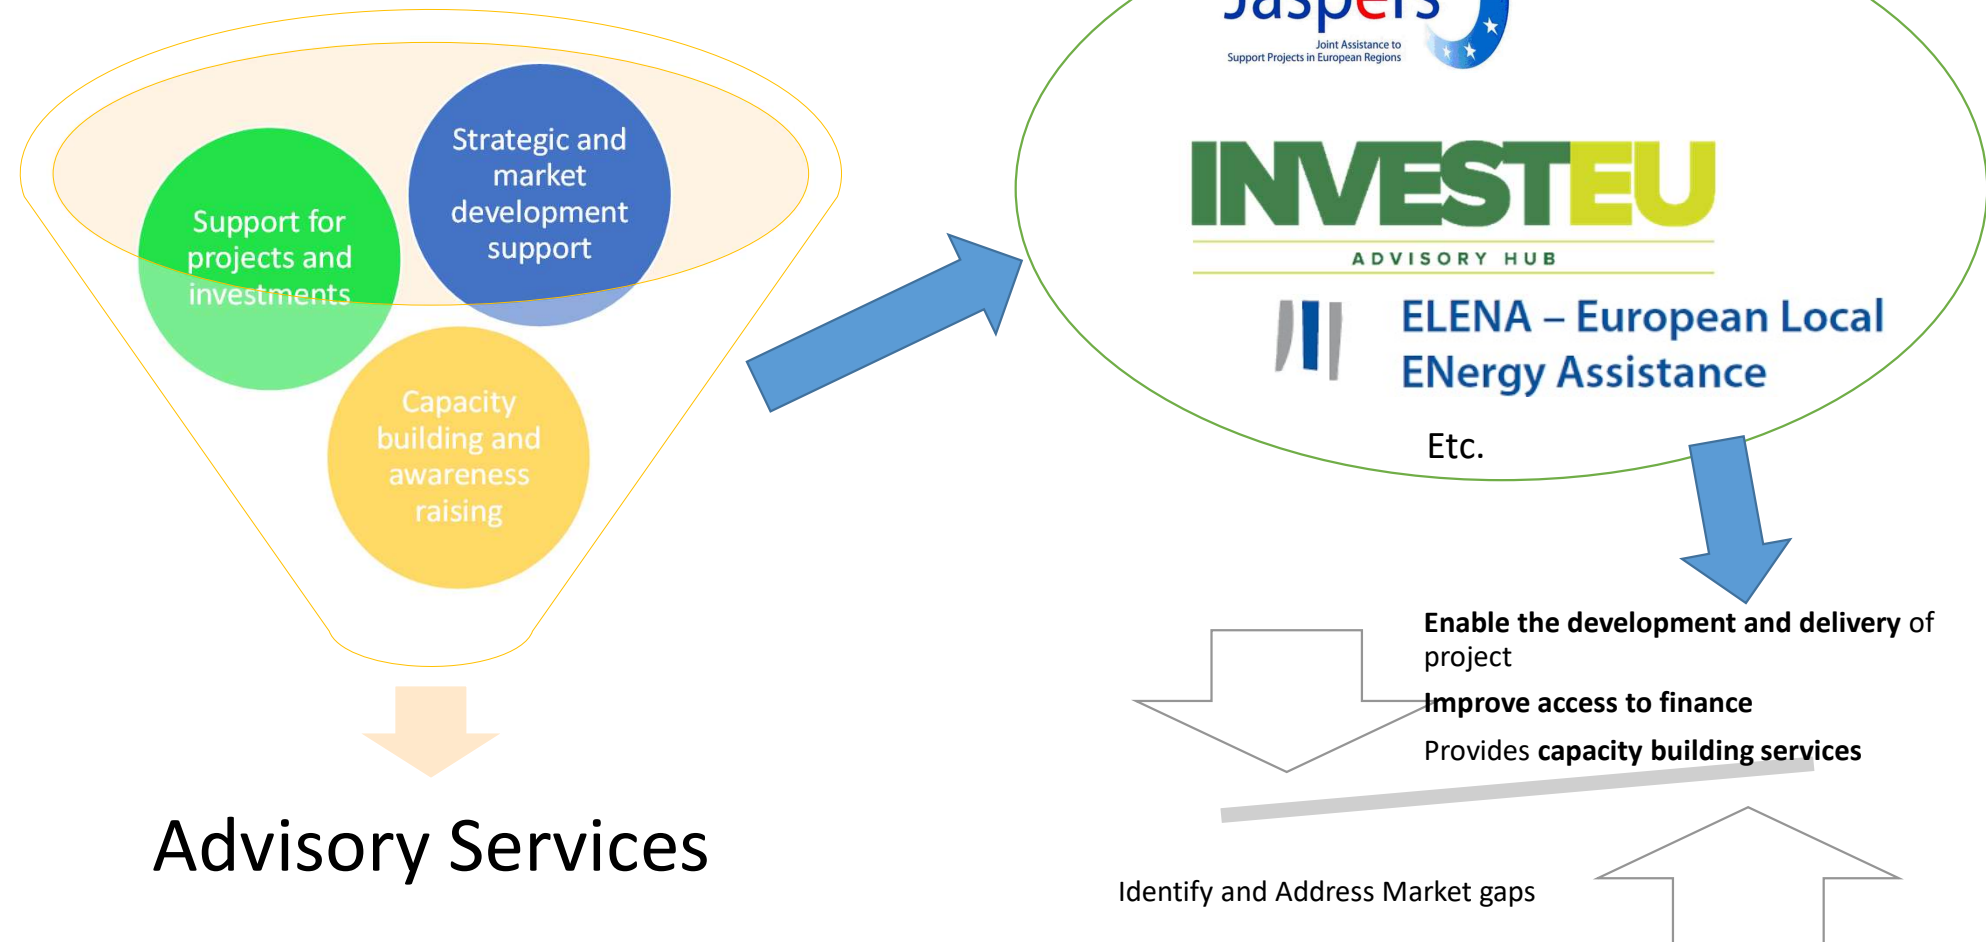 Strategic and
market
development
support
Support for
projects and
investments
Capacity
building and
awareness
raising
Advisory Services
Jaspers
Joint Assistance to
Support Projects in European Regions
INVESTEU
ADVISORY HUB
ELENA – European Local
ENergy Assistance
Etc.
Enable the development and delivery of
project
Improve access to finance
Provides capacity building services
Identify and Address Market gaps